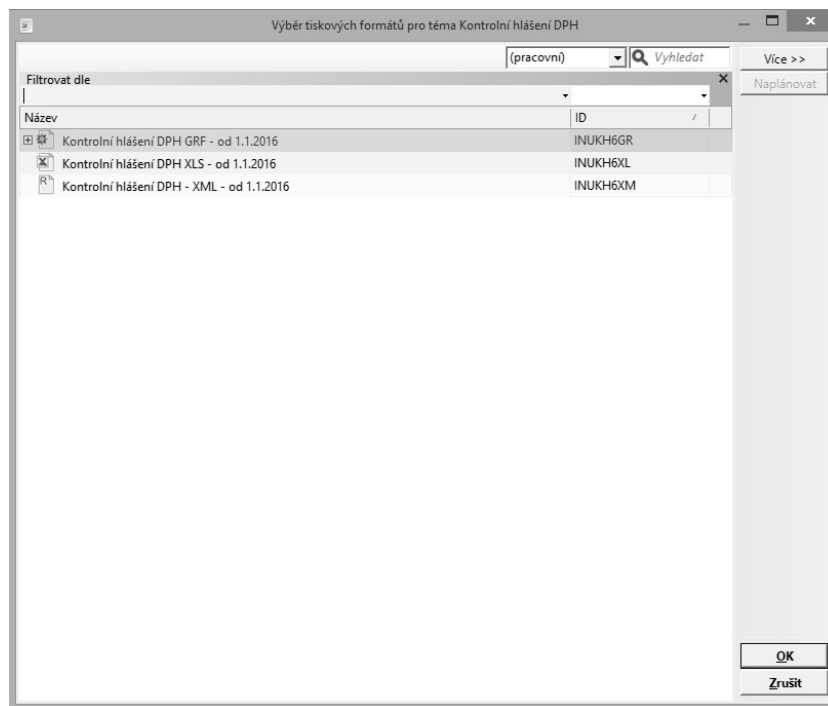 Výběr tiskových formátů pro téma Kontrolní hlášení DPH
(pracovní) Vyhledat Více >>
Filtrovat dle Naplánovat
Název ID
Kontrolní hlášení DPH GRF - od 1.1.2016 INUKH6GR
Kontrolní hlášení DPH XLS - od 1.1.2016 INUKH6XL
Kontrolní hlášení DPH - XML - od 1.1.2016 INUKH6XM
OK
Zrušit